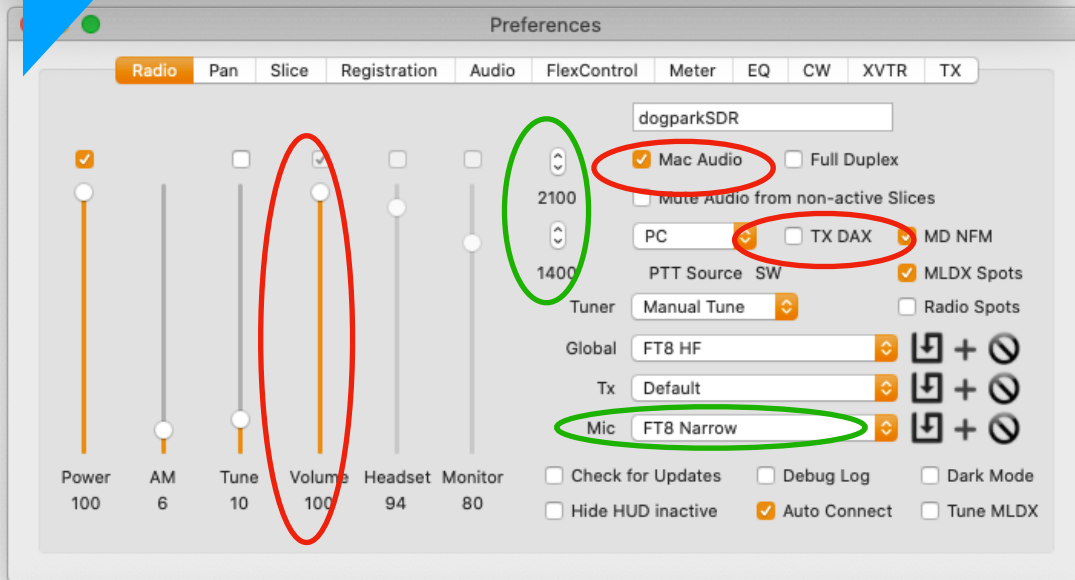 Preferences
Radio Pan Slice Registration Audio FlexControl Meter EQ CW XVTR TX
dogparkSDR
Mac Audio Full Duplex
2100 Mute Audio from non-active Slices
PC TX DAX MD NFM
1400 PTT Source SW MLDX Spots
Tuner Manual Tune Radio Spots
Global FT8 HF
Tx Default
Mic FT8 Narrow
Power AM Tune Volume Headset Monitor Check for Updates Debug Log Dark Mode
100 6 10 100 94 80 Hide HUD inactive Auto Connect Tune MLDX